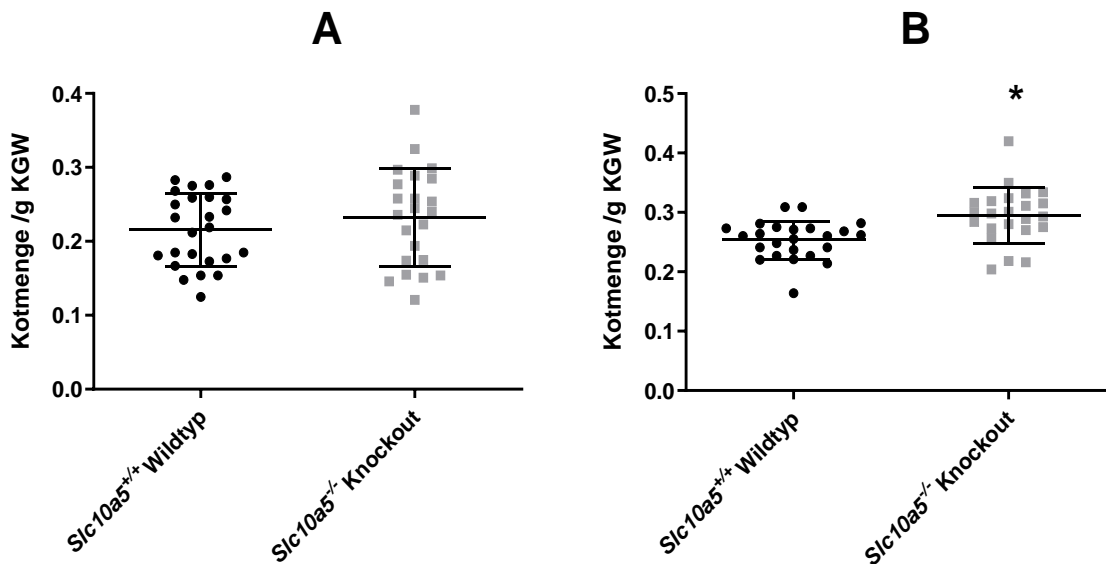 A
Kotmenge /g KGW
0.4
0.3
0.2
0.1
0.0
Slc10a5+/+ Wildtyp
Slc10a5-/- Knockout
B
Kotmenge /g KGW
0.5
0.4
0.3
0.2
0.1
0.0
*
Slc10a5+/+ Wildtyp
Slc10a5-/- Knockout